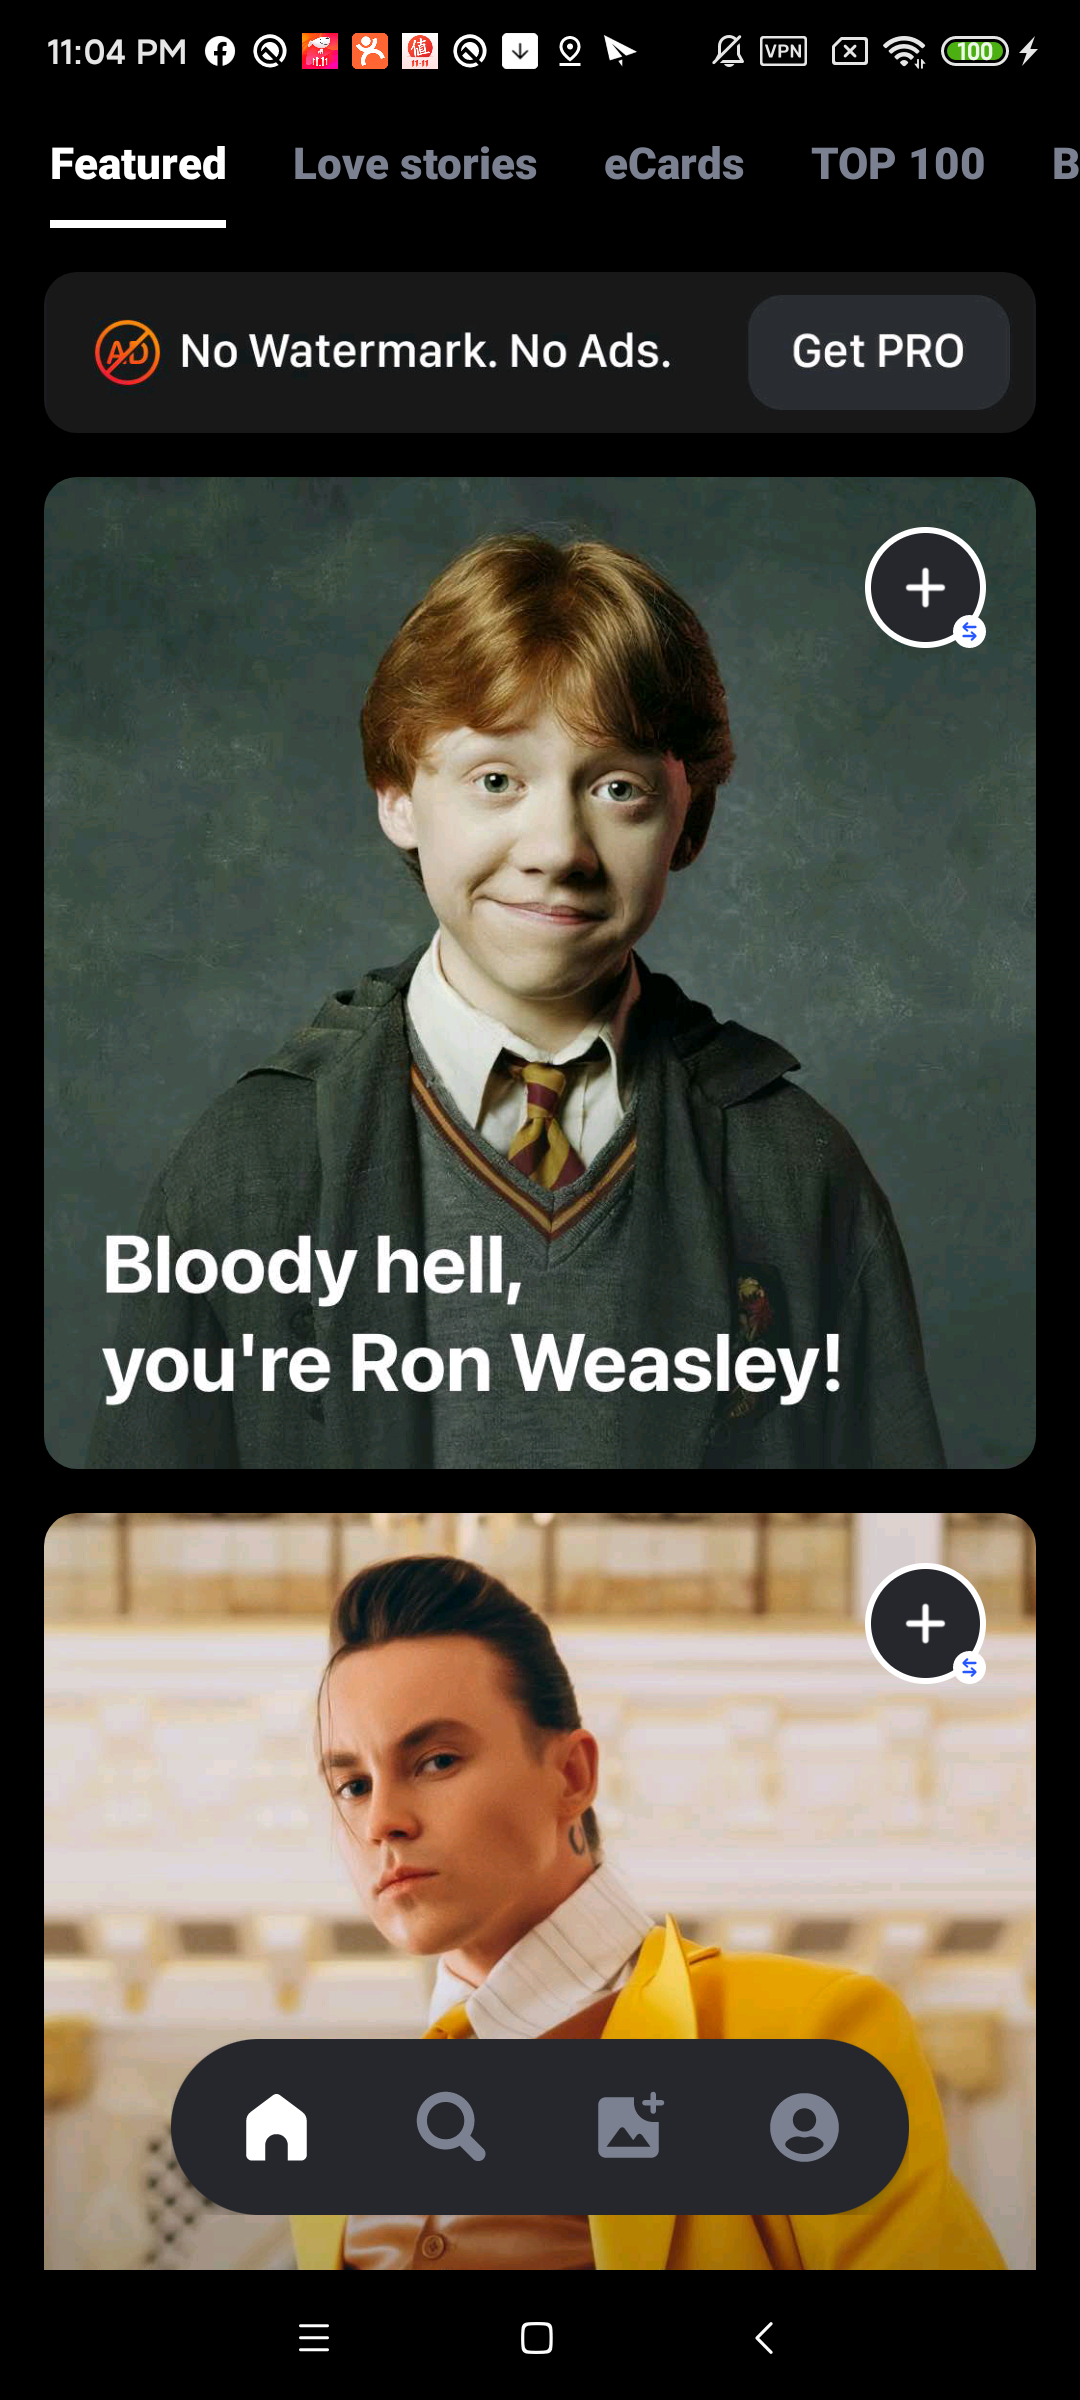 11:04 PM
VPN
100
Featured
Love stories
eCards
TOP 100
B
AD
No Watermark. No Ads.
Get PRO
Bloody hell,
you're Ron Weasley!